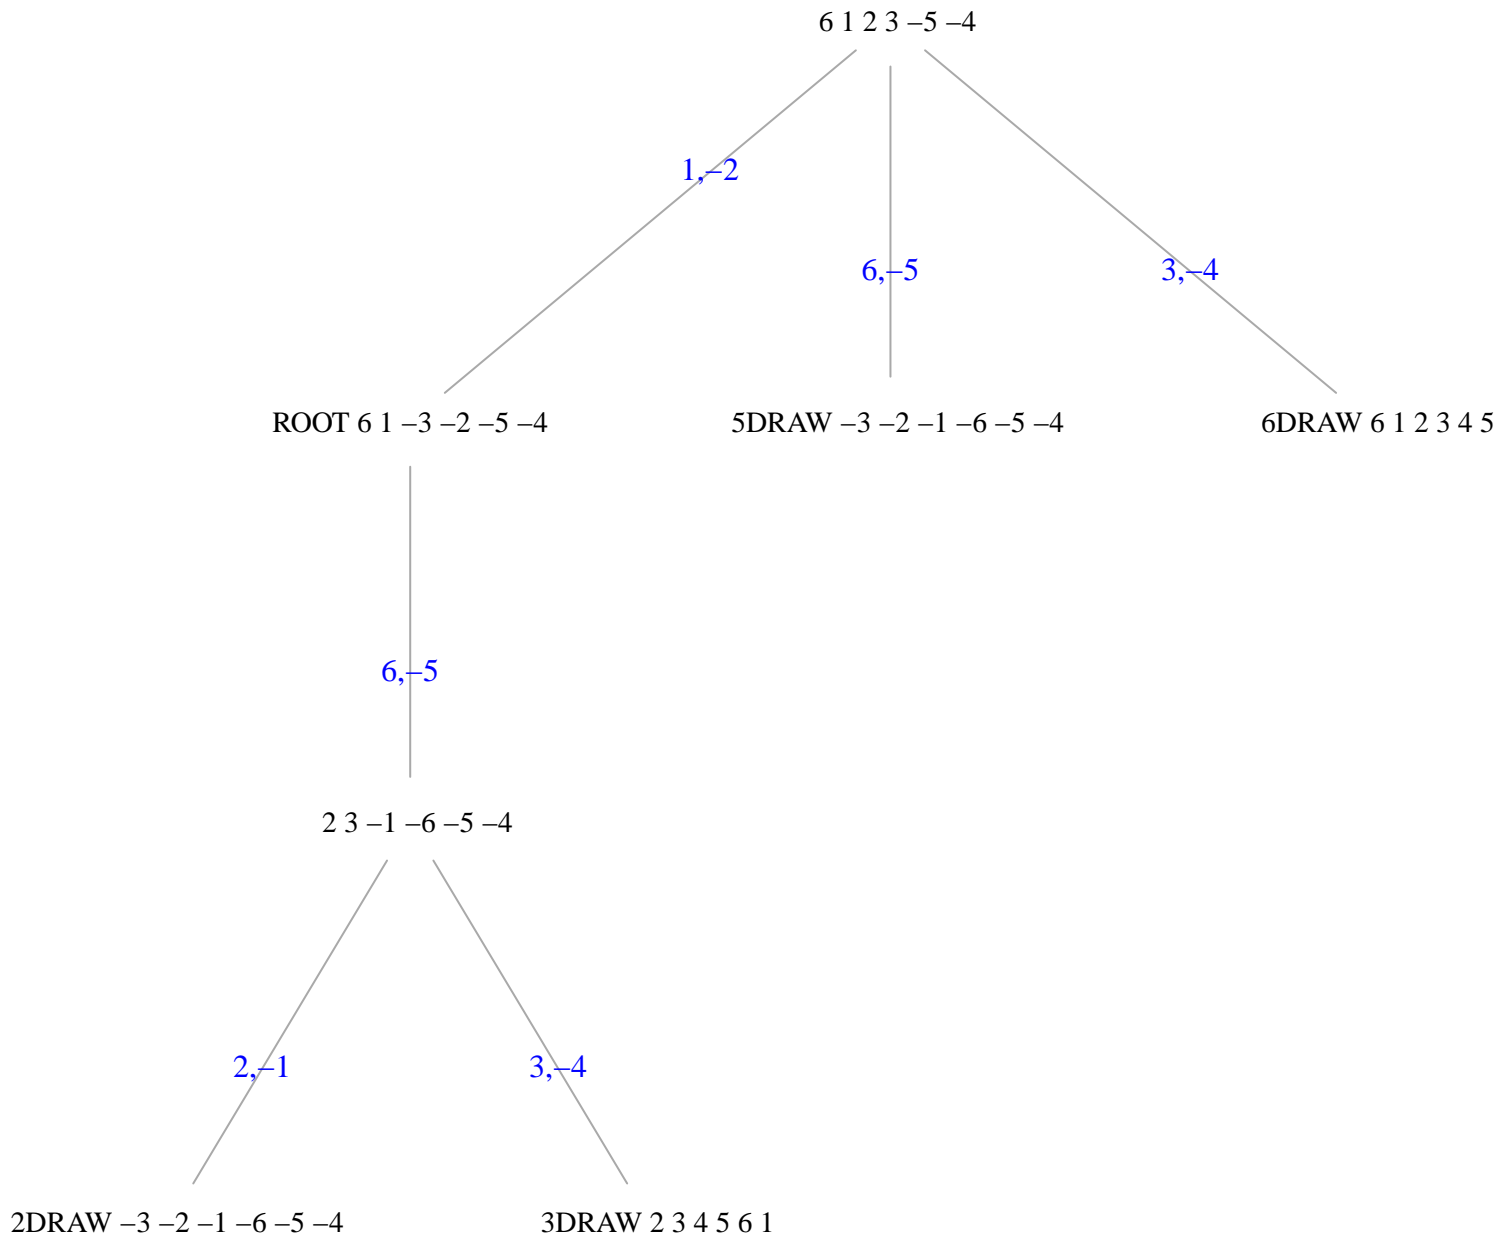 6 1 2 3 –5 –4
1,–2
6,–5
3,–4
ROOT 6 1 –3 –2 –5 –4
5DRAW –3 –2 –1 –6 –5 –4
6DRAW 6 1 2 3 4 5
6,–5
2 3 –1 –6 –5 –4
2,–1
3,–4
2DRAW –3 –2 –1 –6 –5 –4
3DRAW 2 3 4 5 6 1